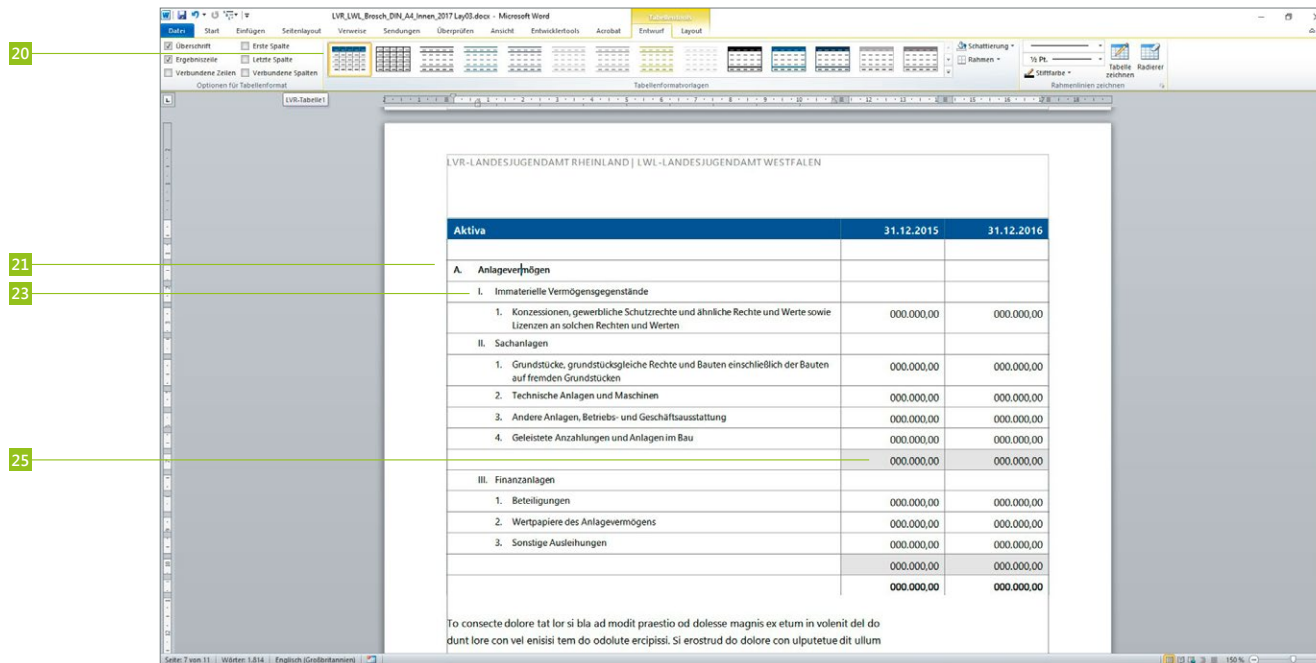 LVR_LWL_Brosch_DIN_A4_Innen_2017 Lay03.docx - Microsoft Word
Datei Start Einfügen Seitenlayout Verweise Sendungen Überprüfen Ansicht Entwicklertools Acrobat Entwurf Layout
20
Überschrift Erste Spalte
Ergebniszeile Letzte Spalte
Verbundene Zeilen Verbundene Spalten
Optionen für Tabellenformat
Schattierung
Rahmen
½ Pt.
Stiftfarbe
Tabelle zeichnen Radierer
Tabellenformatvorlagen
Rahmenlinien zeichnen
LVR-Tabelle1
LVR-LANDESJUGENDAMT RHEINLAND | LWL-LANDESJUGENDAMT WESTFALEN
Aktiva 31.12.2015 31.12.2016
21
A. Anlagevermögen
23
I. Immaterielle Vermögensgegenstände
1. Konzessionen, gewerbliche Schutzrechte und ähnliche Rechte und Werte sowie
Lizenzen an solchen Rechten und Werten
000.000,00 000.000,00
II. Sachanlagen
1. Grundstücke, grundstücksgleiche Rechte und Bauten einschließlich der Bauten
auf fremden Grundstücken
000.000,00 000.000,00
2. Technische Anlagen und Maschinen 000.000,00 000.000,00
3. Andere Anlagen, Betriebs- und Geschäftsausstattung 000.000,00 000.000,00
4. Geleistete Anzahlungen und Anlagen im Bau 000.000,00 000.000,00
25
000.000,00 000.000,00
III. Finanzanlagen
1. Beteiligungen 000.000,00 000.000,00
2. Wertpapiere des Anlagevermögens 000.000,00 000.000,00
3. Sonstige Ausleihungen 000.000,00 000.000,00
000.000,00 000.000,00
000.000,00 000.000,00
To consecte dolore tat lor si bla ad modit praestio od dolesse magnis ex etum in volenit del do
dunt lore con vel enisisi tem do odolute ercipissi. Si erostrud do dolore con ulputetue dit ullum
Seite: 7 von 11 Wörter: 1.814 Englisch (Großbritannien) 150 %